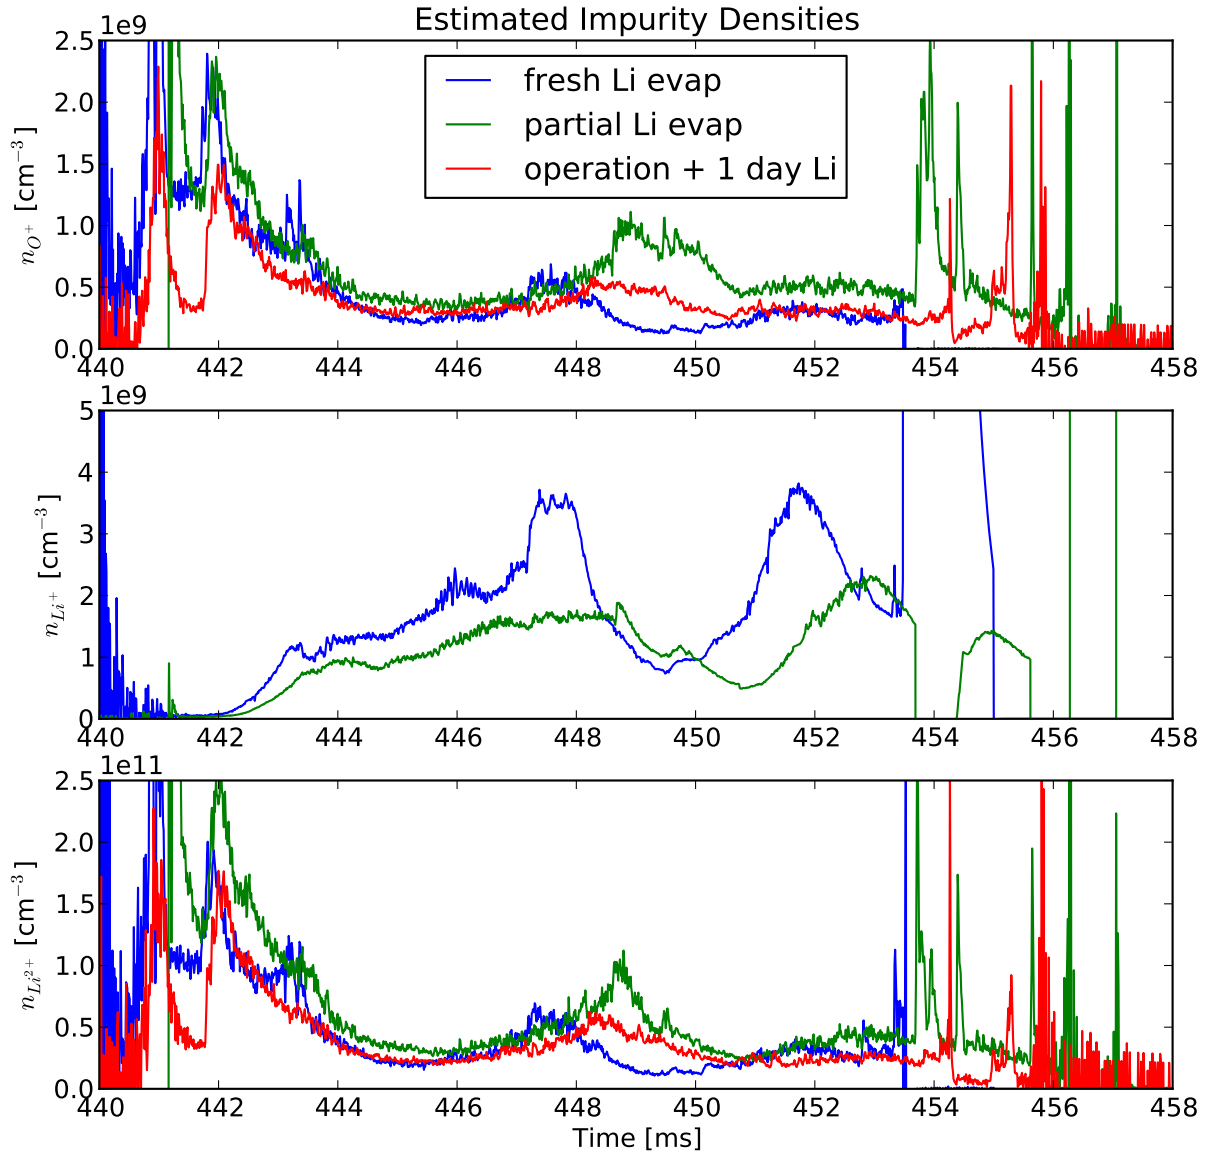 Estimated Impurity Densities
1e9
2.5
2.0
1.5
1.0
0.5
0.0
n_{O^+} [cm^{-3}]
fresh Li evap
partial Li evap
operation + 1 day Li
440 442 444 446 448 450 452 454 456 458
1e9
5
4
3
2
1
0
n_{Li^+} [cm^{-3}]
440 442 444 446 448 450 452 454 456 458
1e11
2.5
2.0
1.5
1.0
0.5
0.0
n_{Li^{2+}} [cm^{-3}]
440 442 444 446 448 450 452 454 456 458
Time [ms]